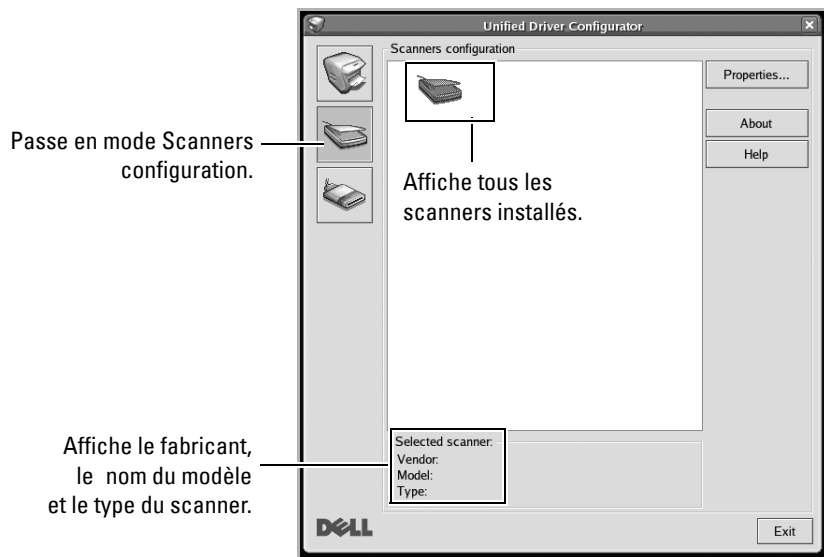 Unified Driver Configurator
Scanners configuration
Properties...
About
Help
Passe en mode Scanners
configuration.
Affiche tous les
scanners installés.
Affiche le fabricant,
le nom du modèle
et le type du scanner.
Selected scanner:
Vendor:
Model:
Type:
DELL
Exit